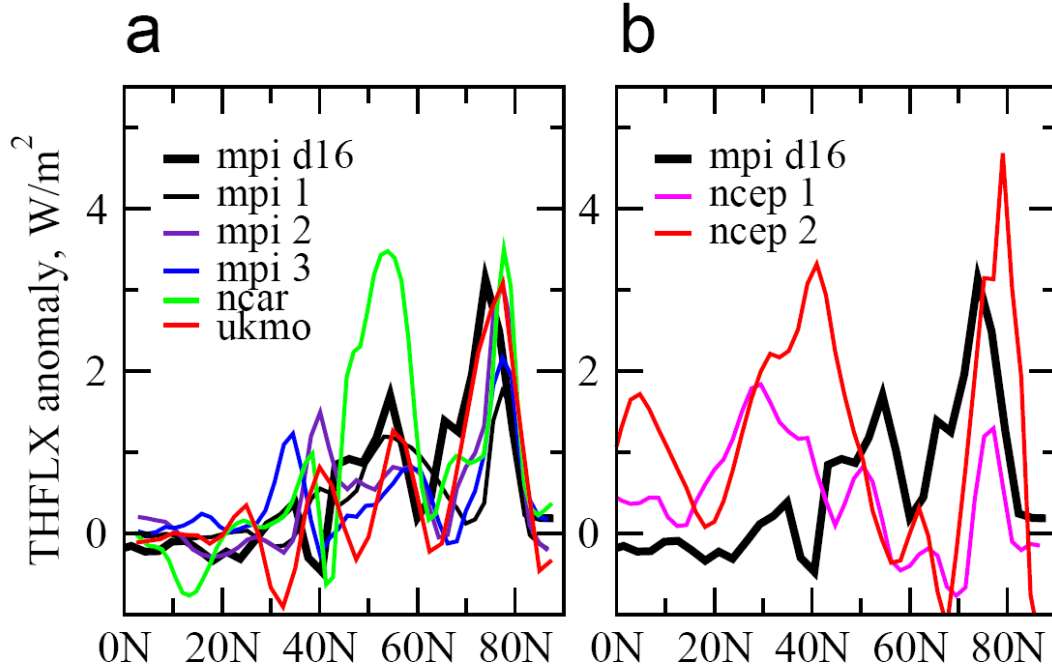 a
b
THFLX anomaly, W/m²
4
2
0
mpi d16
mpi 1
mpi 2
mpi 3
ncar
ukmo
0N 20N 40N 60N 80N
4
2
0
mpi d16
ncep 1
ncep 2
0N 20N 40N 60N 80N